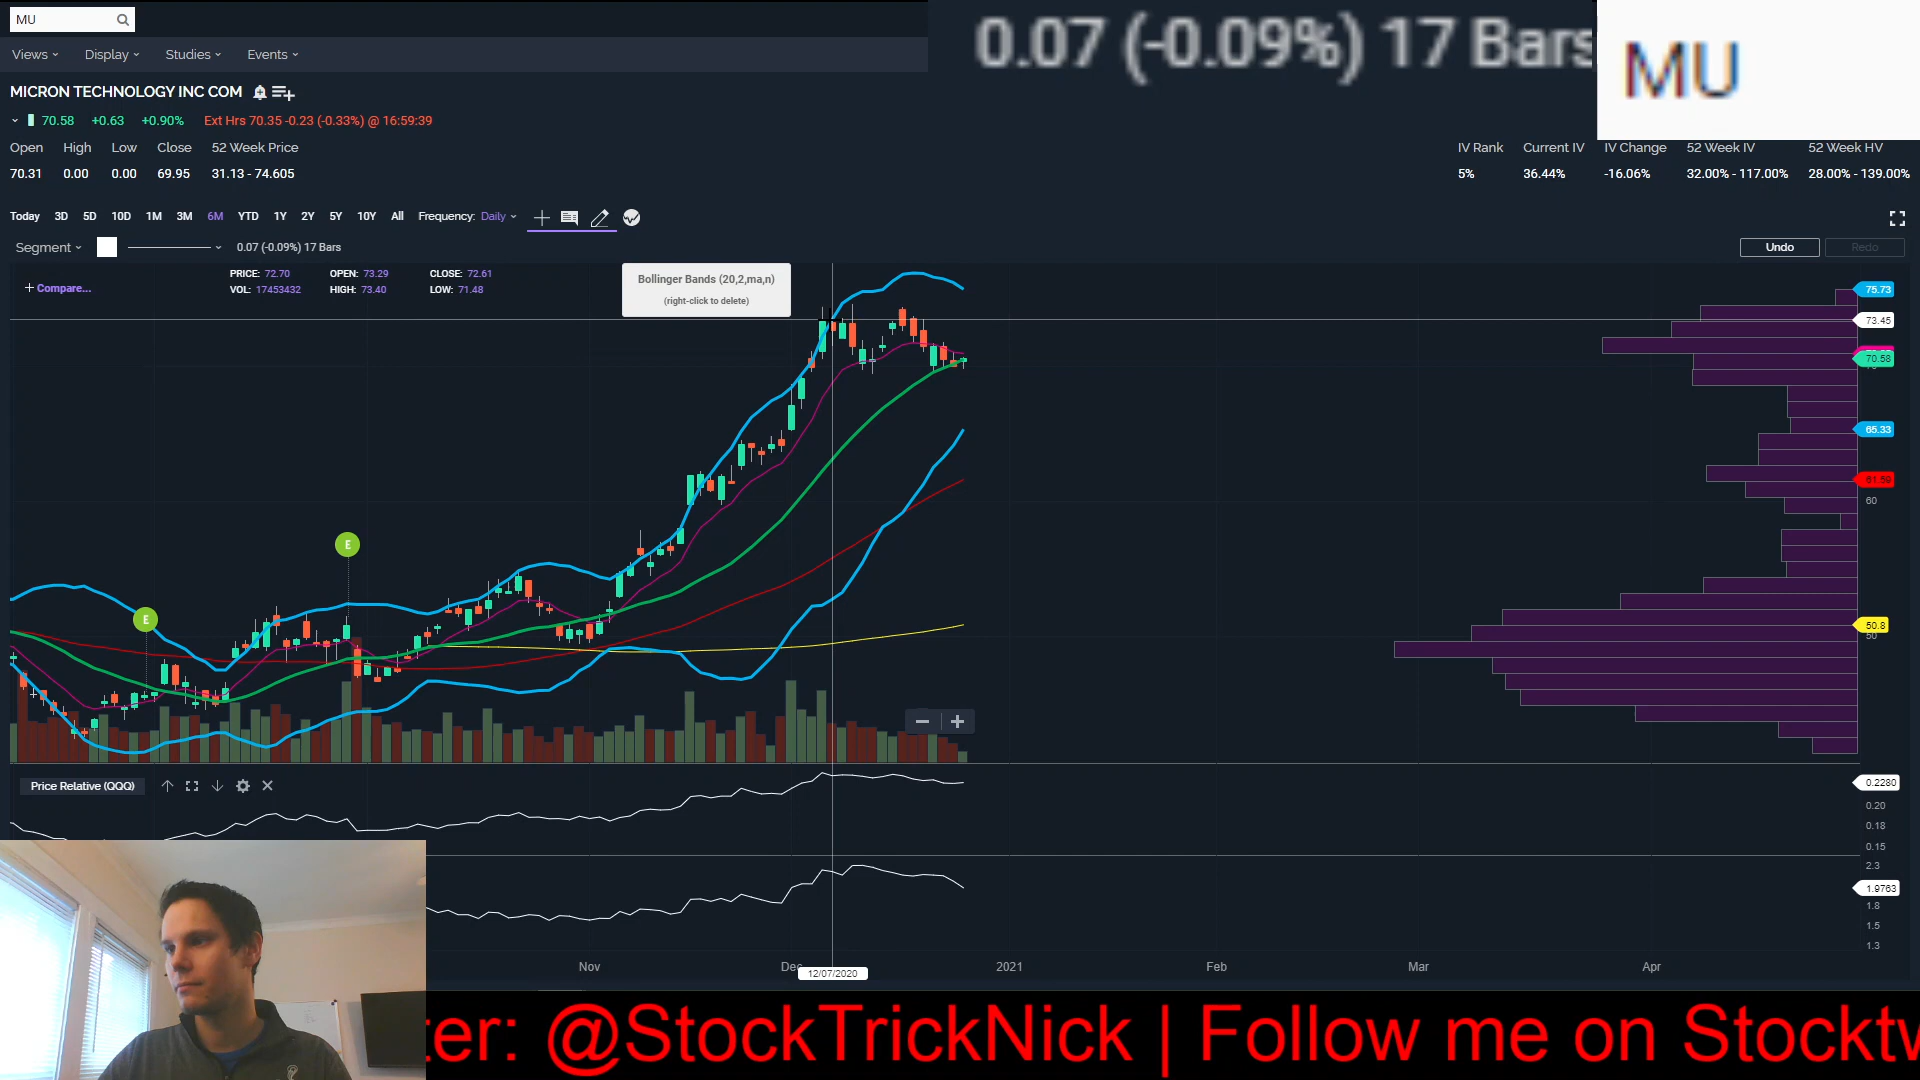 MU
0.07 (-0.09%) 17 Bars
MU
Views Display Studies Events
MICRON TECHNOLOGY INC COM
70.58 +0.63 +0.90% Ext Hrs 70.35 -0.23 (-0.33%) @ 16:59:39
Open High Low Close 52 Week Price
IV Rank Current IV IV Change 52 Week IV 52 Week HV
70.31 0.00 0.00 69.95 31.13 - 74.605
5% 36.44% -16.06% 32.00% - 117.00% 28.00% - 139.00%
Today 3D 5D 10D 1M 3M 6M YTD 1Y 2Y 5Y 10Y All Frequency: Daily
Segment 0.07 (-0.09%) 17 Bars
Undo Redo
+ Compare...
PRICE: 72.70 OPEN: 73.29 CLOSE: 72.61
VOL: 17453432 HIGH: 73.40 LOW: 71.48
Bollinger Bands (20,2,ma,n)
(right-click to delete)
75.73
73.45
70.58
65.33
61.59
60
E
E
50.8
50
Price Relative (QQQ)
0.2280
0.20
0.18
0.15
2.3
1.9763
1.8
1.5
1.3
Nov Dec 2021 Feb Mar Apr
12/07/2020
ter: @StockTrickNick | Follow me on Stocktw